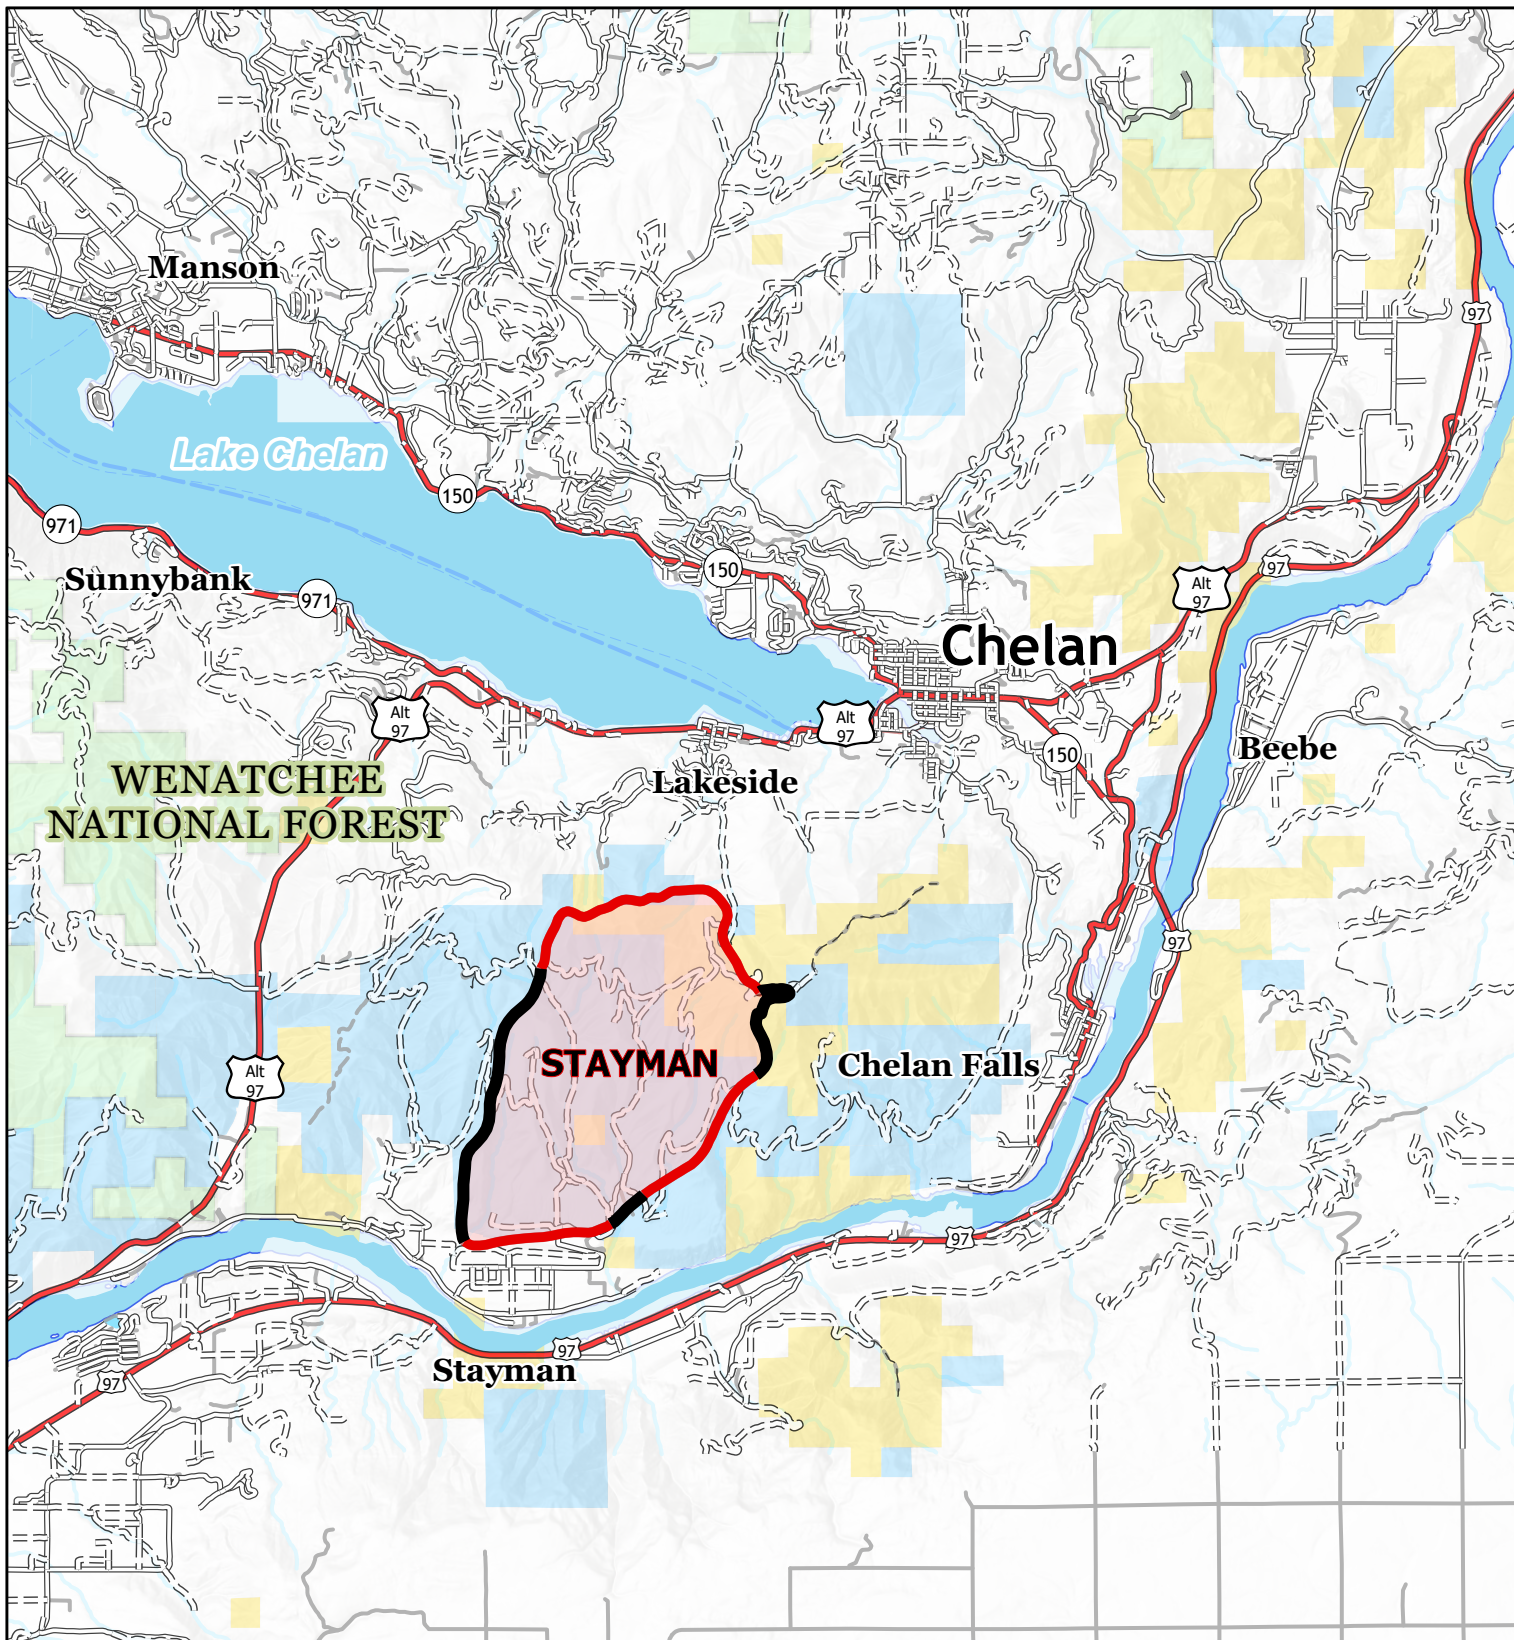 97
Manson
Lake Chelan
150
971
150
Alt
97
97
Sunnybank
971
Chelan
Alt
97
Alt
97
150
Beebe
WENATCHEE
NATIONAL FOREST
Lakeside
97
STAYMAN
Chelan Falls
Alt
97
97
97
Stayman
97